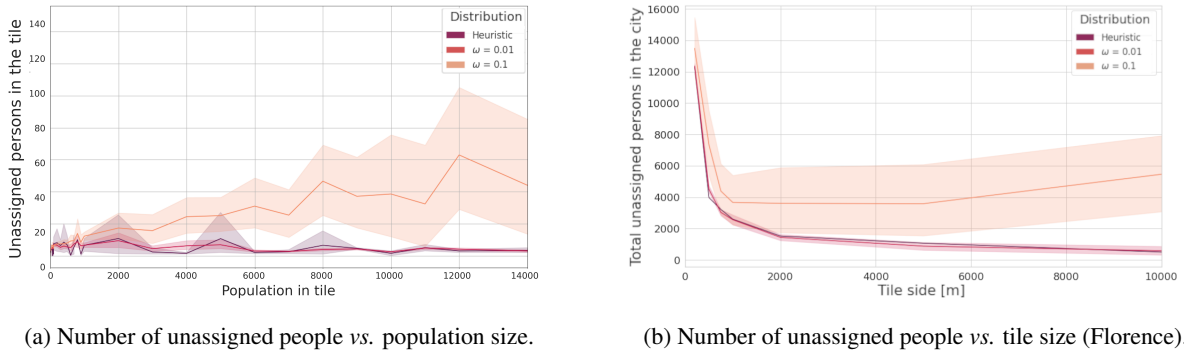 Unassigned persons in the tile
140
120
100
80
60
40
20
0
0 2000 4000 6000 8000 10000 12000 14000
Population in tile
Distribution
Heuristic
ω = 0.01
ω = 0.1
(a) Number of unassigned people vs. population size.
Total unassigned persons in the city
16000
14000
12000
10000
8000
6000
4000
2000
0
0 2000 4000 6000 8000 10000
Tile side [m]
Distribution
Heuristic
ω = 0.01
ω = 0.1
(b) Number of unassigned people vs. tile size (Florence)